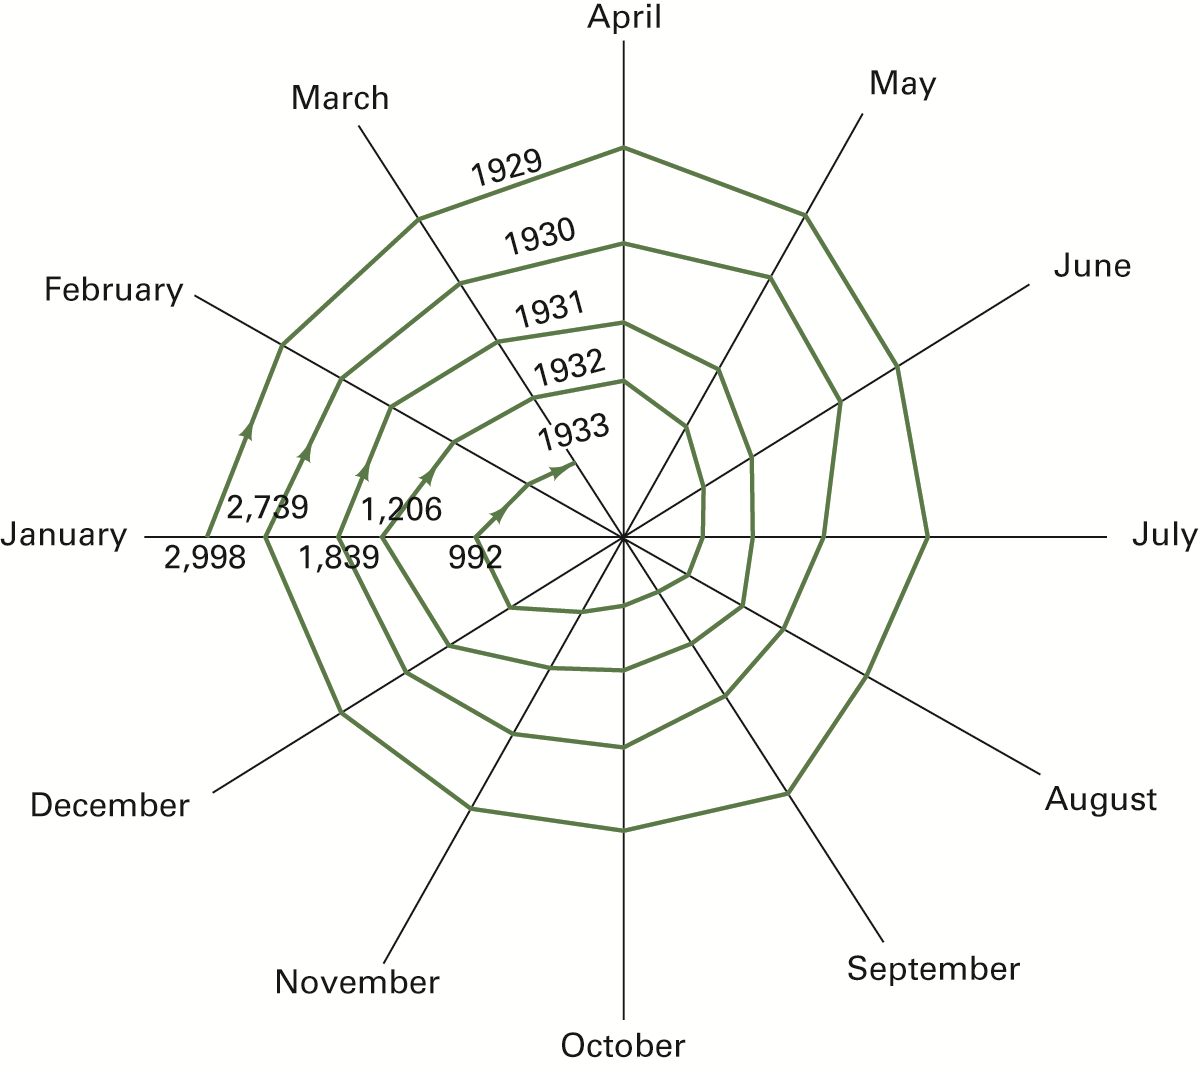 April
May
March
1929
1930
June
February
1931
1932
1933
2,739
1,206
January
July
2,998
1,839
992
December
August
September
November
October